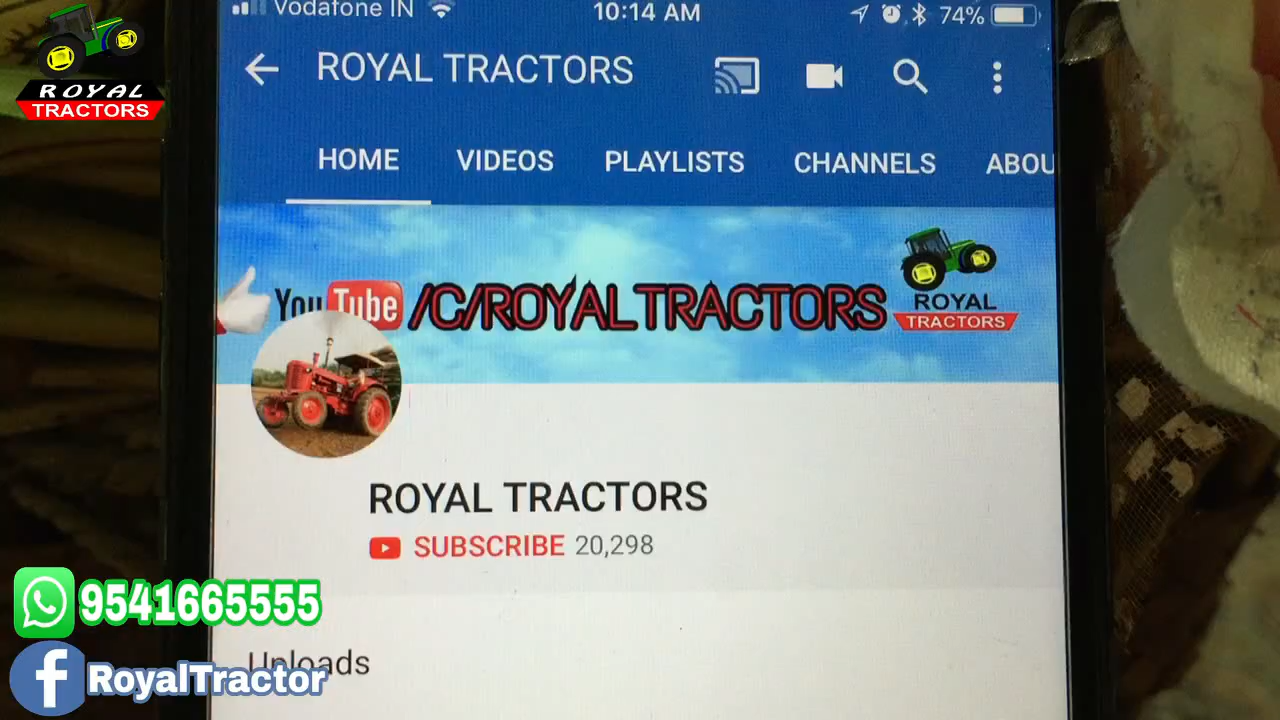 Vodafone IN 10:14 AM 74%
ROYAL TRACTORS
ROYAL TRACTORS
HOME VIDEOS PLAYLISTS CHANNELS ABOU
YouTube /C/ROYALTRACTORS
ROYAL
TRACTORS
ROYAL TRACTORS
SUBSCRIBE 20,298
9541665555
Uploads
RoyalTractor